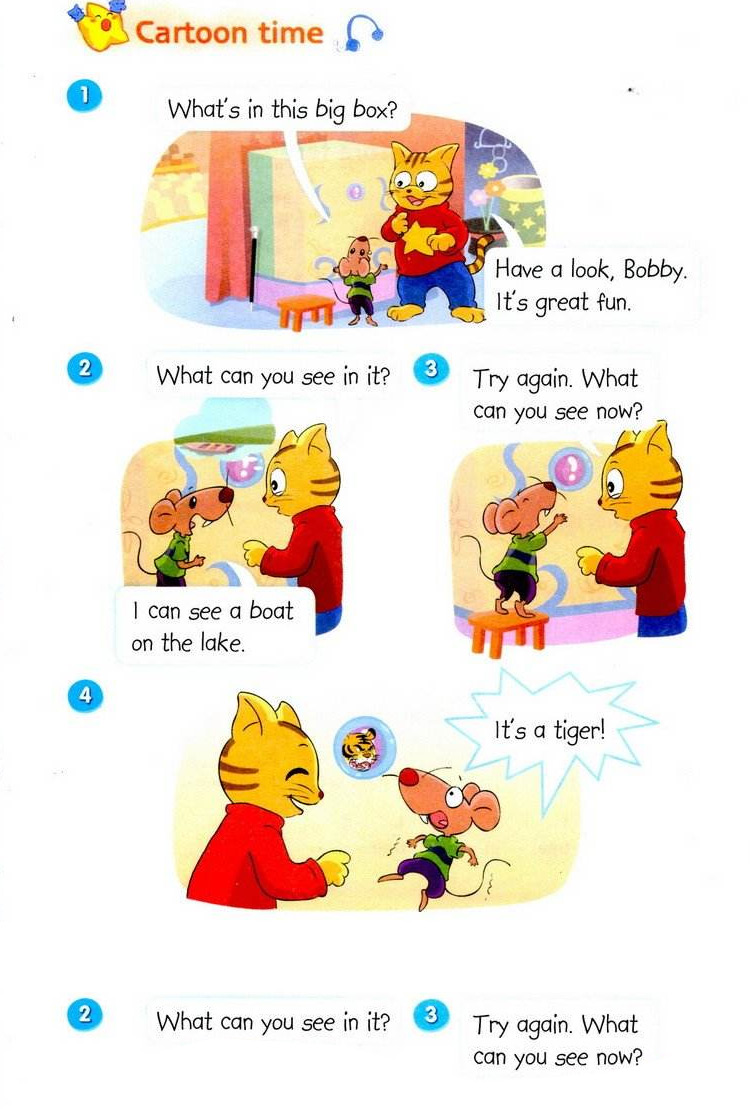 Cartoon time
1
What's in this big box?
Have a look, Bobby.
It's great fun.
2
What can you see in it?
I can see a boat
on the lake.
3
Try again. What
can you see now?
4
It's a tiger!
2
What can you see in it?
3
Try again. What
can you see now?